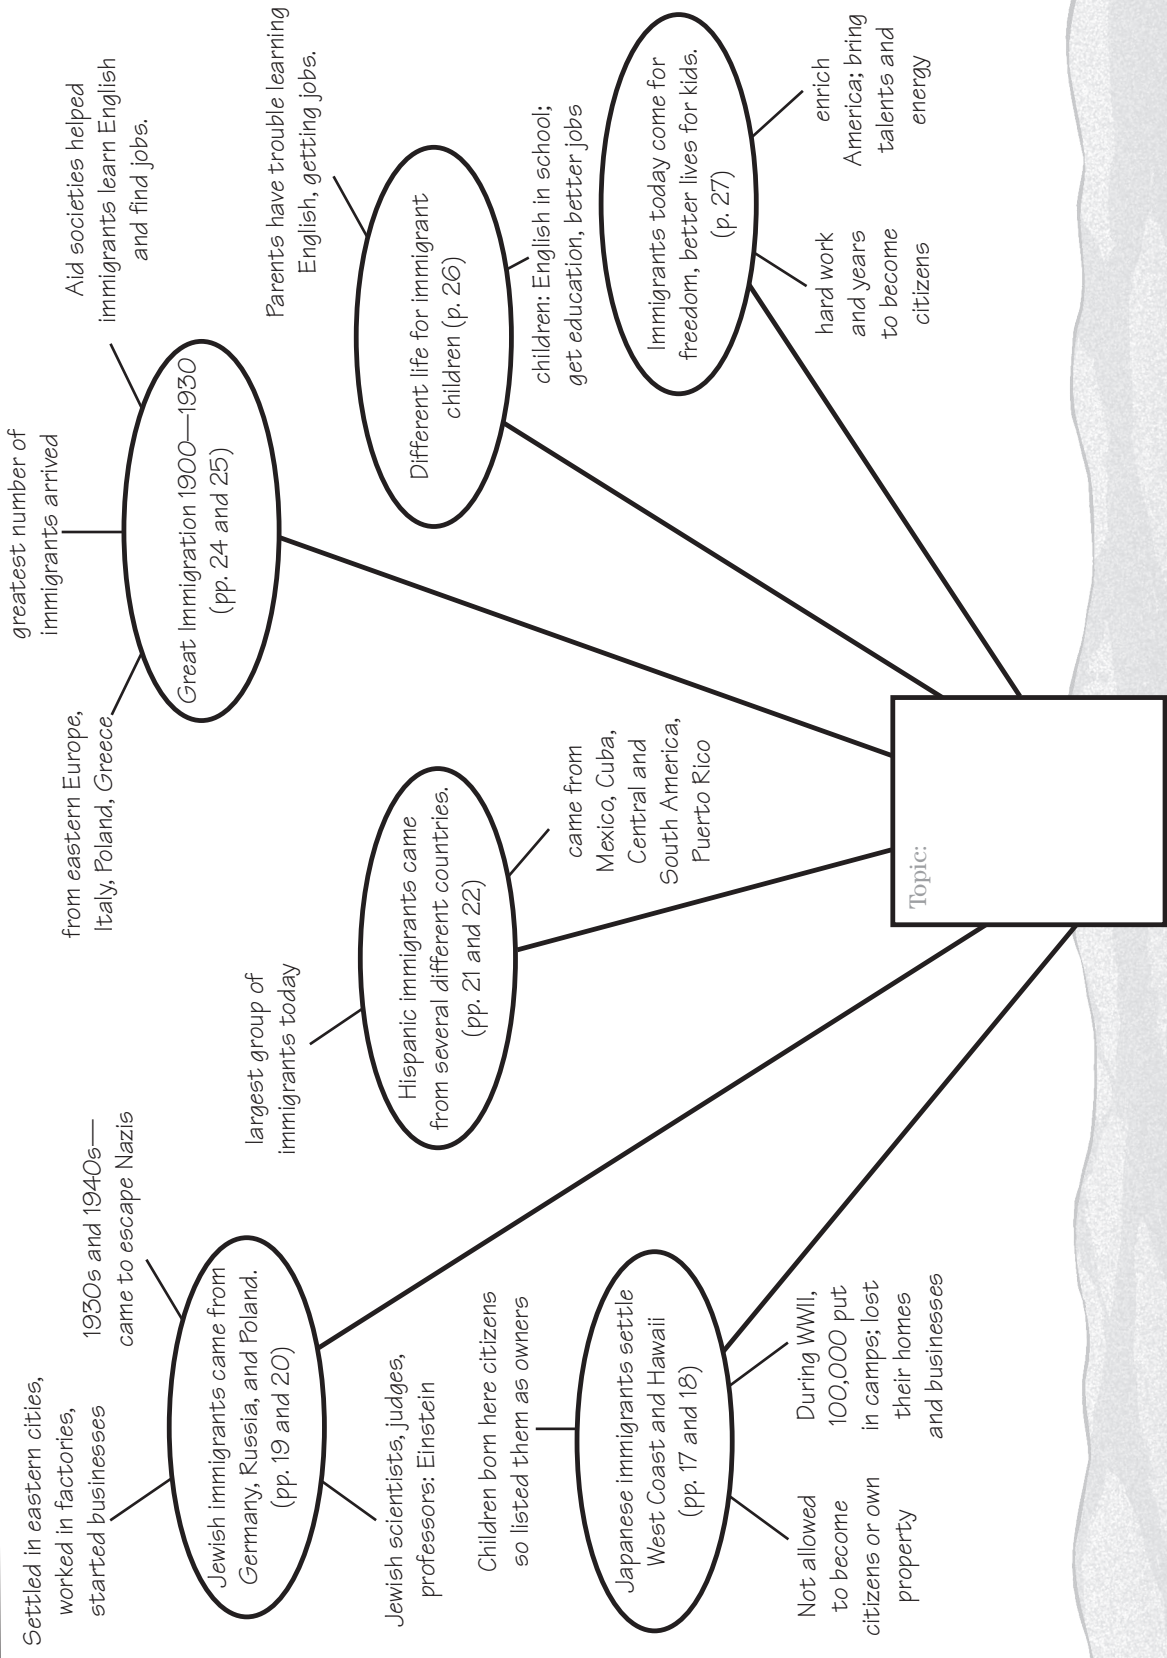 Settled in eastern cities,
worked in factories,
started businesses
1930s and 1940s—
came to escape Nazis
Jewish immigrants came from
Germany, Russia, and Poland.
(pp. 19 and 20)
Jewish scientists, judges,
professors: Einstein
Children born here citizens
so listed them as owners
Japanese immigrants settle
West Coast and Hawaii
(pp. 17 and 18)
Not allowed
to become
citizens or own
property
During WWII,
100,000 put
in camps; lost
their homes
and businesses
largest group of
immigrants today
Hispanic immigrants came
from several different countries.
(pp. 21 and 22)
came from
Mexico, Cuba,
Central and
South America,
Puerto Rico
from eastern Europe,
Italy, Poland, Greece
greatest number of
immigrants arrived
Aid societies helped
immigrants learn English
and find jobs.
Great Immigration 1900—1930
(pp. 24 and 25)
Parents have trouble learning
English, getting jobs.
Different life for immigrant
children (p. 26)
children: English in school;
get education, better jobs
Immigrants today come for
freedom, better lives for kids.
(p. 27)
hard work
and years
to become
citizens
enrich
America; bring
talents and
energy
Topic: